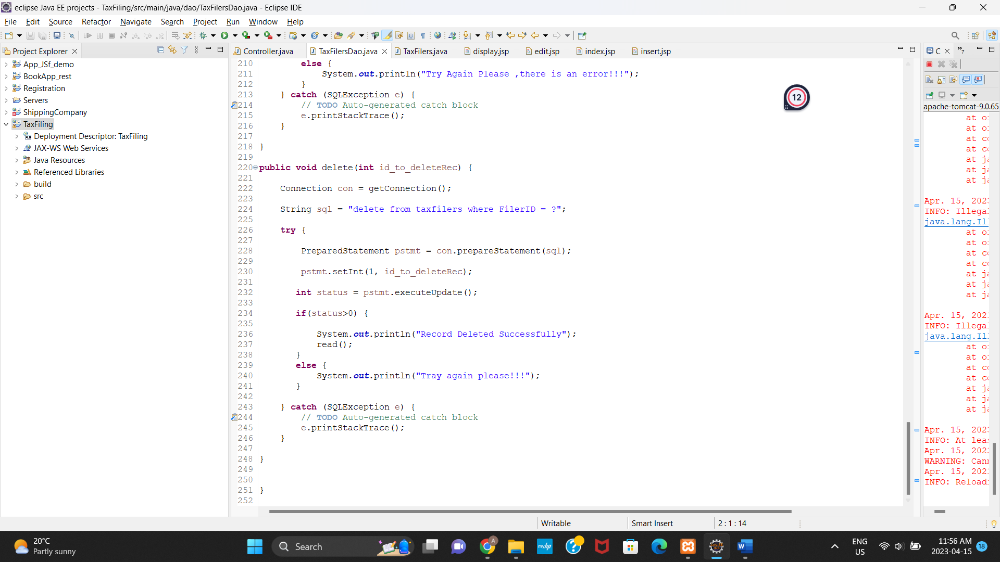 eclipse Java EE projects - TaxFiling/src/main/java/dao/TaxFilersDao.java - Eclipse IDE
File Edit Source Refactor Navigate Search Project Run Window Help
Project Explorer
App_JSf_demo
BookApp_rest
Registration
Servers
ShippingCompany
TaxFiling
Deployment Descriptor: TaxFiling
JAX-WS Web Services
Java Resources
Referenced Libraries
build
src
Controller.java TaxFilersDao.java TaxFilers.java display.jsp edit.jsp index.jsp insert.jsp
210 else {
211 System.out.println("Try Again Please ,there is an error!!!");
212 }
213 } catch (SQLException e) {
214 // TODO Auto-generated catch block
215 e.printStackTrace();
216 }
217
218 }
219
220 public void delete(int id_to_deleteRec) {
221
222 Connection con = getConnection();
223
224 String sql = "delete from taxfilers where FilerID = ?";
225
226 try {
227
228 PreparedStatement pstmt = con.prepareStatement(sql);
229
230 pstmt.setInt(1, id_to_deleteRec);
231
232 int status = pstmt.executeUpdate();
233
234 if(status>0) {
235
236 System.out.println("Record Deleted Successfully");
237 read();
238 }
239 else {
240 System.out.println("Tray again please!!!");
241 }
242
243 } catch (SQLException e) {
244 // TODO Auto-generated catch block
245 e.printStackTrace();
246 }
247
248 }
249
250
251 }
252
12
C
7
apache-tomcat-9.0.65
at
at
at
at
at
at
at
Apr. 15, 202
INFO: Illega
java.lang.Il
at
at
at
at
at
at
at
Apr. 15, 202
INFO: Illega
java.lang.Il
at
at
at
at
at
at
at
Apr. 15, 202
INFO: At lea
Apr. 15, 202
WARNING: Can
Apr. 15, 202
INFO: Reload
Writable Smart Insert 2 : 1 : 14
20°C
Partly sunny
Search
myhp
ENG
US
11:56 AM
2023-04-15
18